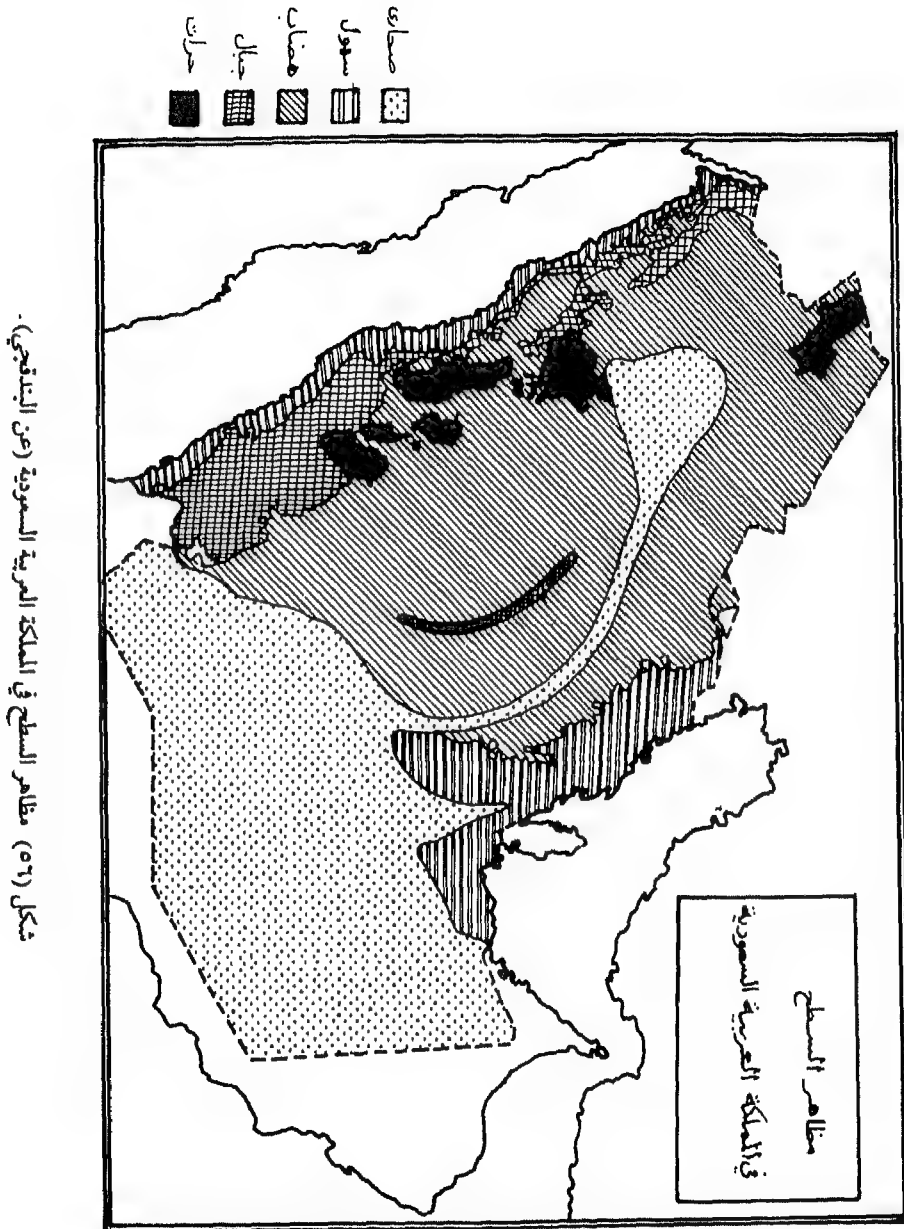 مظاهر السطح
في المملكة العربية السعودية
صحارى
سهول
هضاب
جبال
حرات
شكل (٥٦) مظاهر السطح في المملكة العربية السعودية (عن البندقجي).